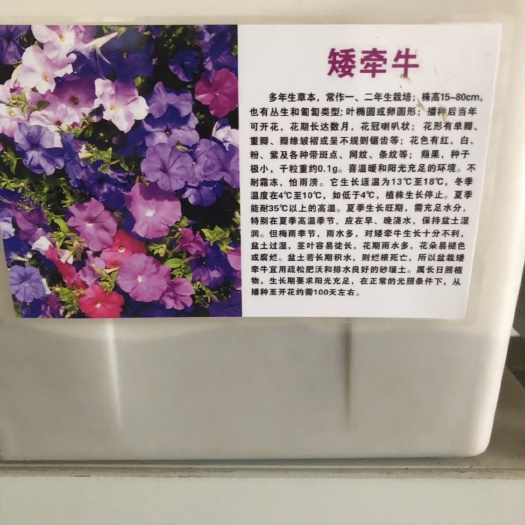 矮牵牛
多年生草本，常作一、二年生栽培；株高15-80cm，
也有丛生和匍匐类型；叶椭圆或卵圆形；播种后当年
可开花，花期长达数月，花冠喇叭状；花形有单瓣、
重瓣、瓣缘皱褶或呈不规则锯齿等；花色有红、白、
粉、紫及各种带斑点、网纹、条纹等；蒴果，种子
极小，千粒重约0.1g。喜温暖和阳光充足的环境。不
耐霜冻，怕雨涝。它生长适温为13℃至18℃，冬季
温度在4℃至10℃，如低于4℃，植株生长停止。夏季
能耐35℃以上的高温。夏季生长旺期，需充足水分，
特别在夏季高温季节，应在早、晚浇水，保持盆土湿
润。但梅雨季节，雨水多，对矮牵牛生长十分不利，
盆土过湿，茎叶容易徒长，花期雨水多，花朵易褪色
或腐烂。盆土若长期积水，则烂根死亡，所以盆栽矮
牵牛宜用疏松肥沃和排水良好的砂壤土。属长日照植
物，生长期要求阳光充足，在正常的光照条件下，从
播种至开花约需100天左右。